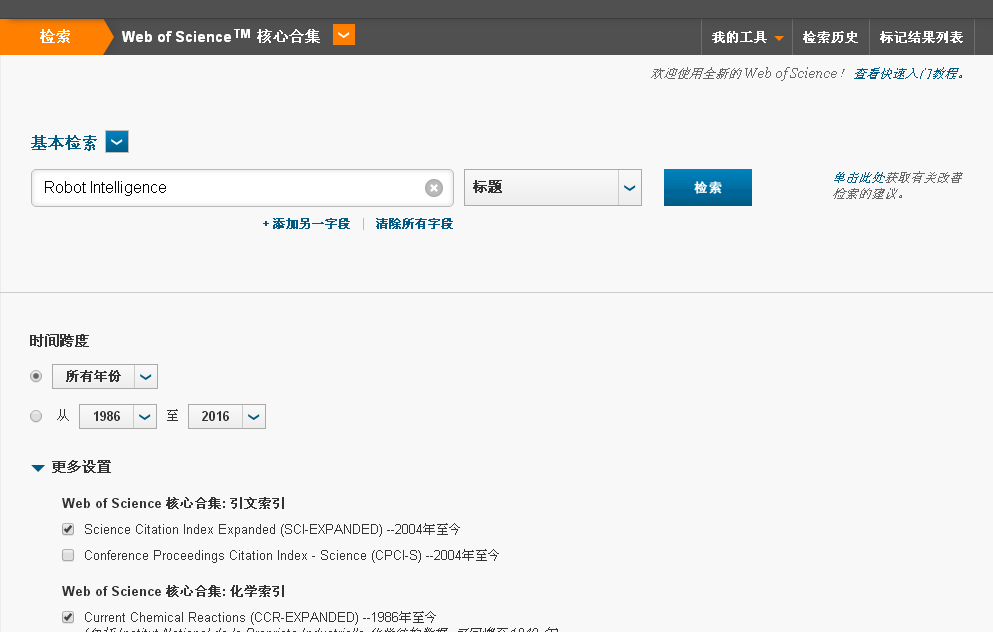 检索
Web of Science™ 核心合集
我的工具
检索历史
标记结果列表
欢迎使用全新的 Web of Science! 查看快速入门教程。
基本检索
Robot Intelligence
标题
检索
单击此处获取有关改善
检索的建议。
+ 添加另一字段 | 清除所有字段
时间跨度
所有年份
从 1986 至 2016
更多设置
Web of Science 核心合集: 引文索引
Science Citation Index Expanded (SCI-EXPANDED) --2004年至今
Conference Proceedings Citation Index - Science (CPCI-S) --2004年至今
Web of Science 核心合集: 化学索引
Current Chemical Reactions (CCR-EXPANDED) --1986年至今
(包括 Institut National de la Propriete Industrielle 化学结构数据, 可回溯至 1840 年)